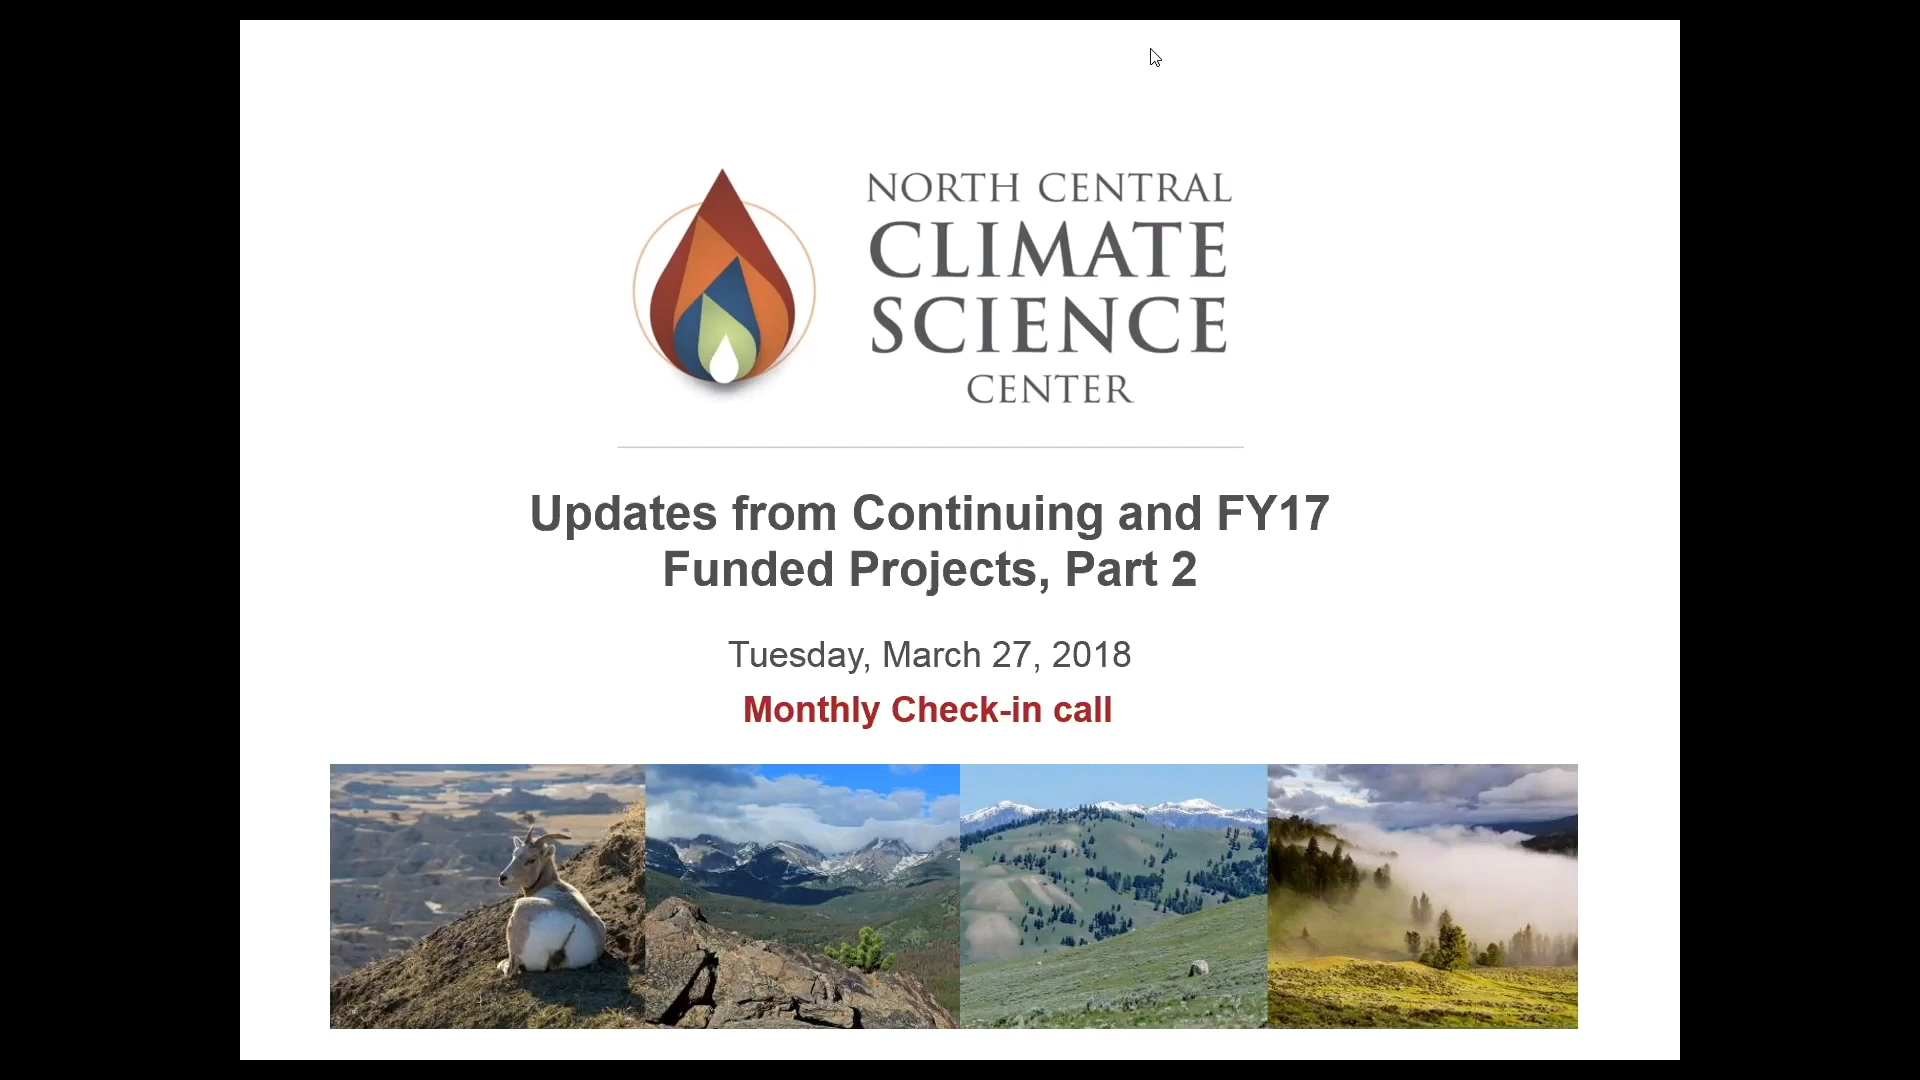 NORTH CENTRAL
CLIMATE
SCIENCE
CENTER
Updates from Continuing and FY17
Funded Projects, Part 2
Tuesday, March 27, 2018
Monthly Check-in call